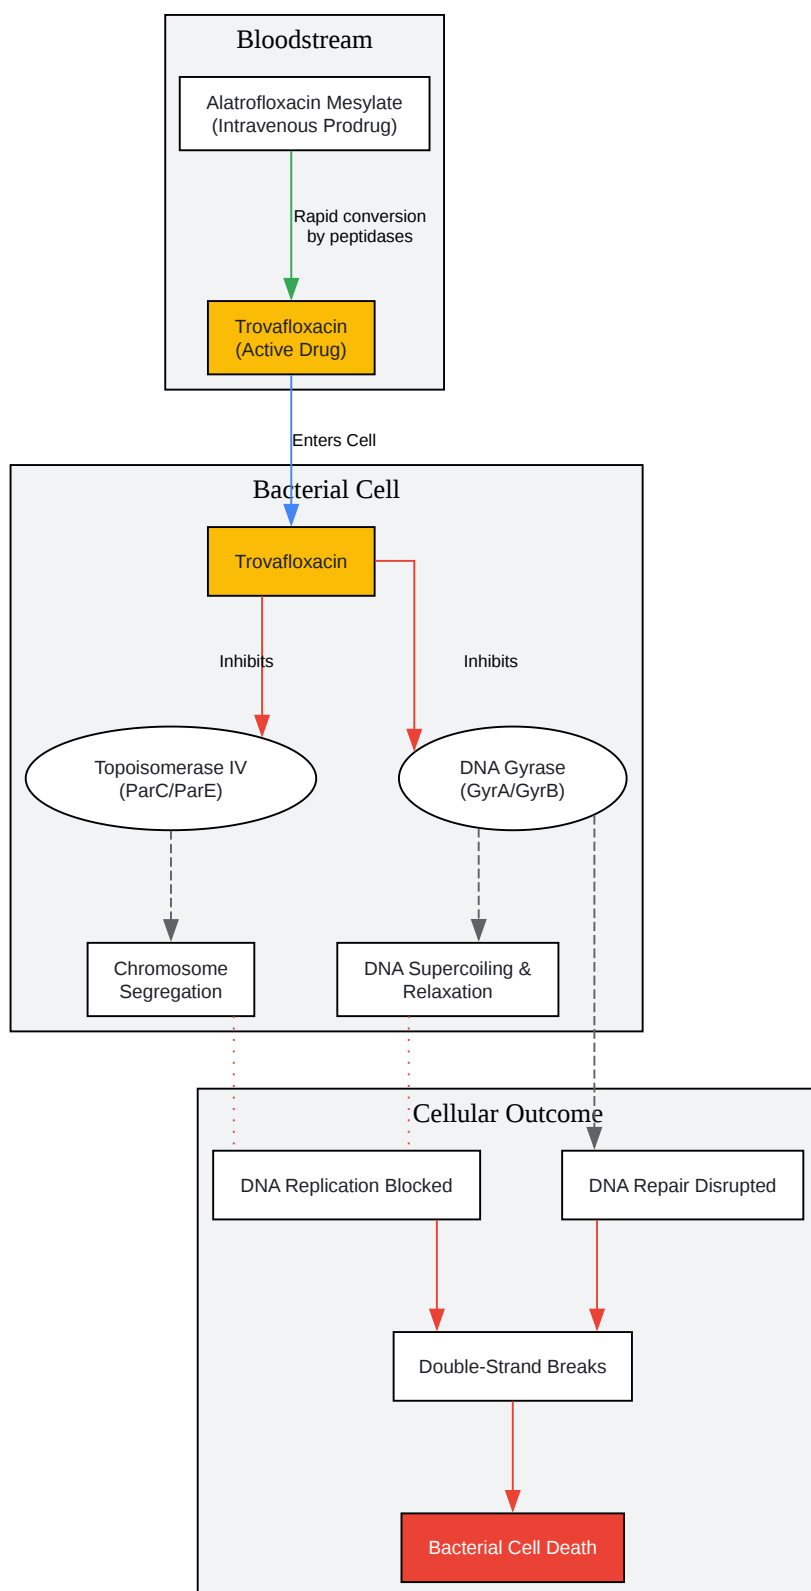 Bloodstream
Alatrofloxacin Mesylate
(Intravenous Prodrug)
Rapid conversion
by peptidases
Trovafloxacin
(Active Drug)
Enters Cell
Bacterial Cell
Trovafloxacin
Inhibits
Inhibits
Topoisomerase IV
(ParC/ParE)
DNA Gyrase
(GyrA/GyrB)
Chromosome
Segregation
DNA Supercoiling &
Relaxation
Cellular Outcome
DNA Replication Blocked
DNA Repair Disrupted
Double-Strand Breaks
Bacterial Cell Death